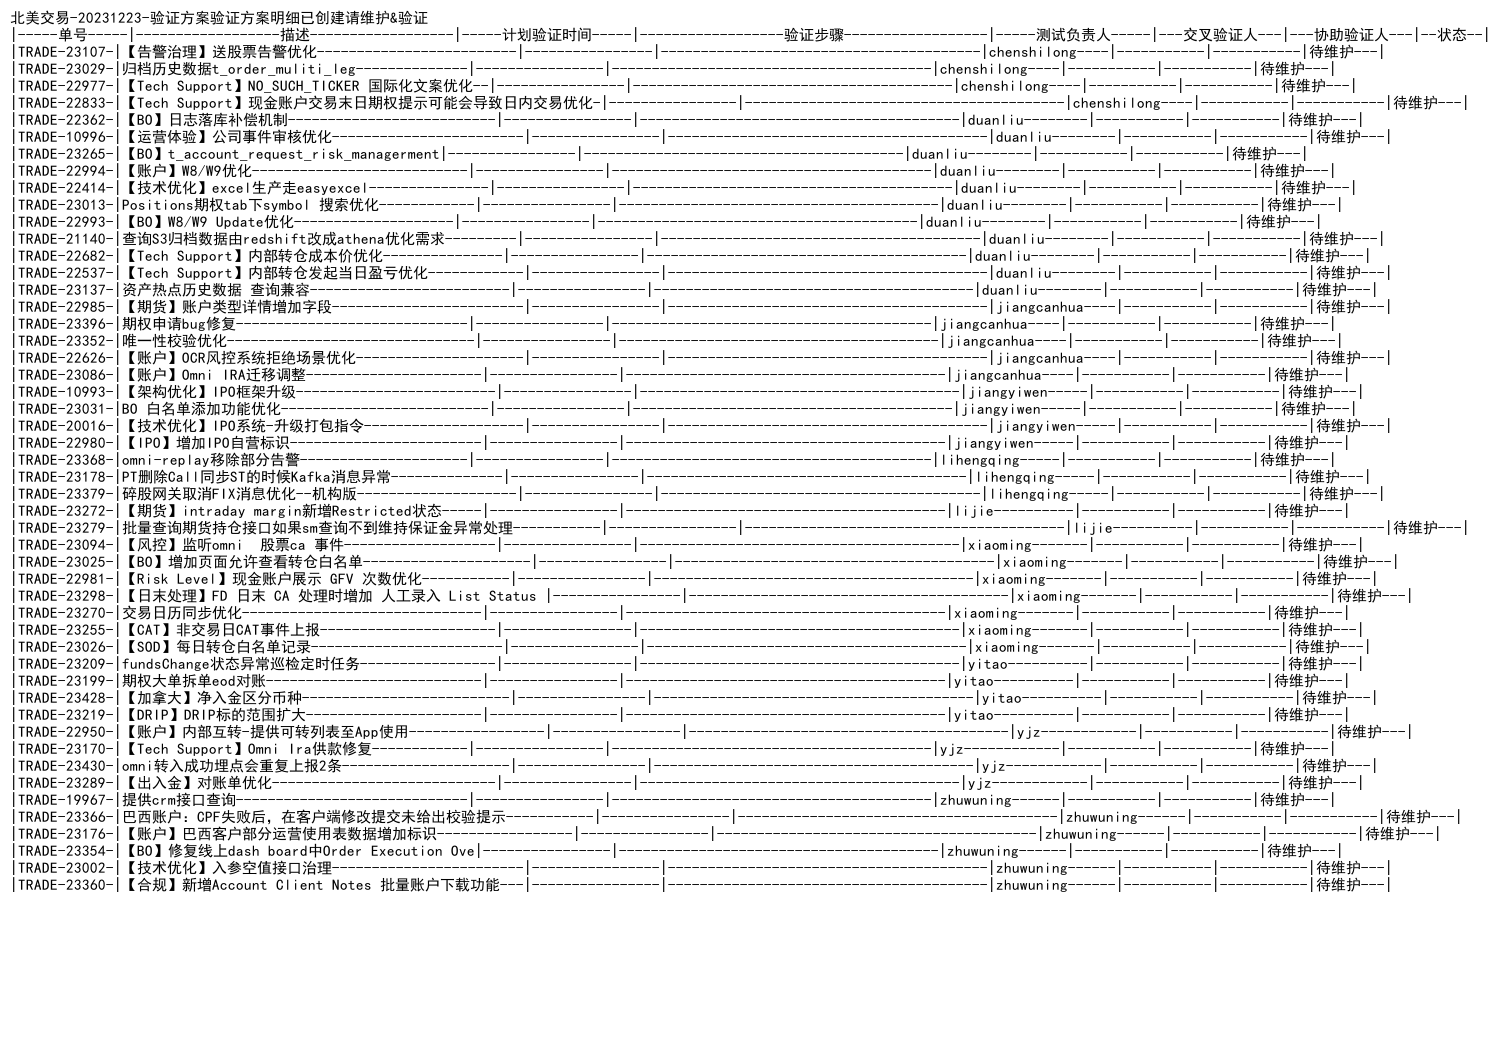 北美交易-20231223-验证方案验证方案明细已创建请维护&验证
|-----单号-----|------------------描述------------------|-----计划验证时间-----|------------------验证步骤------------------|-----测试负责人-----|---交叉验证人---|---协助验证人---|--状态--|
|TRADE-23107-|【告警治理】送股票告警优化-------------------------|----------------|----------------------------------------|chenshilong----|-----------|-----------|待维护---|
|TRADE-23029-|归档历史数据t_order_muliti_leg--------------|----------------|----------------------------------------|chenshilong----|-----------|-----------|待维护---|
|TRADE-22977-|【Tech Support】NO_SUCH_TICKER 国际化文案优化--|----------------|----------------------------------------|chenshilong----|-----------|-----------|待维护---|
|TRADE-22833-|【Tech Support】现金账户交易末日期权提示可能会导致日内交易优化-|----------------|----------------------------------------|chenshilong----|-----------|-----------|待维护---|
|TRADE-22362-|【BO】日志落库补偿机制--------------------------|----------------|----------------------------------------|duanliu--------|-----------|-----------|待维护---|
|TRADE-10996-|【运营体验】公司事件审核优化------------------------|----------------|----------------------------------------|duanliu--------|-----------|-----------|待维护---|
|TRADE-23265-|【BO】t_account_request_risk_managerment|----------------|----------------------------------------|duanliu--------|-----------|-----------|待维护---|
|TRADE-22994-|【账户】W8/W9优化---------------------------|----------------|----------------------------------------|duanliu--------|-----------|-----------|待维护---|
|TRADE-22414-|【技术优化】excel生产走easyexcel---------------|----------------|----------------------------------------|duanliu--------|-----------|-----------|待维护---|
|TRADE-23013-|Positions期权tab下symbol 搜索优化------------|----------------|----------------------------------------|duanliu--------|-----------|-----------|待维护---|
|TRADE-22993-|【BO】W8/W9 Update优化--------------------|----------------|----------------------------------------|duanliu--------|-----------|-----------|待维护---|
|TRADE-21140-|查询S3归档数据由redshift改成athena优化需求---------|----------------|----------------------------------------|duanliu--------|-----------|-----------|待维护---|
|TRADE-22682-|【Tech Support】内部转仓成本价优化---------------|----------------|----------------------------------------|duanliu--------|-----------|-----------|待维护---|
|TRADE-22537-|【Tech Support】内部转仓发起当日盈亏优化------------|----------------|----------------------------------------|duanliu--------|-----------|-----------|待维护---|
|TRADE-23137-|资产热点历史数据 查询兼容-------------------------|----------------|----------------------------------------|duanliu--------|-----------|-----------|待维护---|
|TRADE-22985-|【期货】账户类型详情增加字段------------------------|----------------|----------------------------------------|jiangcanhua----|-----------|-----------|待维护---|
|TRADE-23396-|期权申请bug修复-----------------------------|----------------|----------------------------------------|jiangcanhua----|-----------|-----------|待维护---|
|TRADE-23352-|唯一性校验优化-------------------------------|----------------|----------------------------------------|jiangcanhua----|-----------|-----------|待维护---|
|TRADE-22626-|【账户】OCR风控系统拒绝场景优化---------------------|----------------|----------------------------------------|jiangcanhua----|-----------|-----------|待维护---|
|TRADE-23086-|【账户】Omni IRA迁移调整----------------------|----------------|----------------------------------------|jiangcanhua----|-----------|-----------|待维护---|
|TRADE-10993-|【架构优化】IPO框架升级-------------------------|----------------|----------------------------------------|jiangyiwen-----|-----------|-----------|待维护---|
|TRADE-23031-|BO 白名单添加功能优化--------------------------|----------------|----------------------------------------|jiangyiwen-----|-----------|-----------|待维护---|
|TRADE-20016-|【技术优化】IPO系统-升级打包指令--------------------|----------------|----------------------------------------|jiangyiwen-----|-----------|-----------|待维护---|
|TRADE-22980-|【IPO】增加IPO自营标识------------------------|----------------|----------------------------------------|jiangyiwen-----|-----------|-----------|待维护---|
|TRADE-23368-|omni-replay移除部分告警---------------------|----------------|----------------------------------------|lihengqing-----|-----------|-----------|待维护---|
|TRADE-23178-|PT删除Call同步ST的时候Kafka消息异常--------------|----------------|----------------------------------------|lihengqing-----|-----------|-----------|待维护---|
|TRADE-23379-|碎股网关取消FIX消息优化--机构版--------------------|----------------|----------------------------------------|lihengqing-----|-----------|-----------|待维护---|
|TRADE-23272-|【期货】intraday margin新增Restricted状态-----|----------------|----------------------------------------|lijie----------|-----------|-----------|待维护---|
|TRADE-23279-|批量查询期货持仓接口如果sm查询不到维持保证金异常处理-----------|----------------|----------------------------------------|lijie----------|-----------|-----------|待维护---|
|TRADE-23094-|【风控】监听omni  股票ca 事件-------------------|----------------|----------------------------------------|xiaoming-------|-----------|-----------|待维护---|
|TRADE-23025-|【BO】增加页面允许查看转仓白名单---------------------|----------------|----------------------------------------|xiaoming-------|-----------|-----------|待维护---|
|TRADE-22981-|【Risk Level】现金账户展示 GFV 次数优化-----------|----------------|----------------------------------------|xiaoming-------|-----------|-----------|待维护---|
|TRADE-23298-|【日末处理】FD 日末 CA 处理时增加 人工录入 List Status |----------------|----------------------------------------|xiaoming-------|-----------|-----------|待维护---|
|TRADE-23270-|交易日历同步优化------------------------------|----------------|----------------------------------------|xiaoming-------|-----------|-----------|待维护---|
|TRADE-23255-|【CAT】非交易日CAT事件上报----------------------|----------------|----------------------------------------|xiaoming-------|-----------|-----------|待维护---|
|TRADE-23026-|【SOD】每日转仓白名单记录------------------------|----------------|----------------------------------------|xiaoming-------|-----------|-----------|待维护---|
|TRADE-23209-|fundsChange状态异常巡检定时任务-----------------|----------------|----------------------------------------|yitao----------|-----------|-----------|待维护---|
|TRADE-23199-|期权大单拆单eod对账---------------------------|----------------|----------------------------------------|yitao----------|-----------|-----------|待维护---|
|TRADE-23428-|【加拿大】净入金区分币种--------------------------|----------------|----------------------------------------|yitao----------|-----------|-----------|待维护---|
|TRADE-23219-|【DRIP】DRIP标的范围扩大----------------------|----------------|----------------------------------------|yitao----------|-----------|-----------|待维护---|
|TRADE-22950-|【账户】内部互转-提供可转列表至App使用-----------------|----------------|----------------------------------------|yjz------------|-----------|-----------|待维护---|
|TRADE-23170-|【Tech Support】Omni Ira供款修复------------|----------------|----------------------------------------|yjz------------|-----------|-----------|待维护---|
|TRADE-23430-|omni转入成功埋点会重复上报2条---------------------|----------------|----------------------------------------|yjz------------|-----------|-----------|待维护---|
|TRADE-23289-|【出入金】对账单优化----------------------------|----------------|----------------------------------------|yjz------------|-----------|-----------|待维护---|
|TRADE-19967-|提供crm接口查询-----------------------------|----------------|----------------------------------------|zhuwuning------|-----------|-----------|待维护---|
|TRADE-23366-|巴西账户：CPF失败后，在客户端修改提交未给出校验提示-----------|----------------|----------------------------------------|zhuwuning------|-----------|-----------|待维护---|
|TRADE-23176-|【账户】巴西客户部分运营使用表数据增加标识-----------------|----------------|----------------------------------------|zhuwuning------|-----------|-----------|待维护---|
|TRADE-23354-|【BO】修复线上dash board中Order Execution Ove|----------------|----------------------------------------|zhuwuning------|-----------|-----------|待维护---|
|TRADE-23002-|【技术优化】入参空值接口治理------------------------|----------------|----------------------------------------|zhuwuning------|-----------|-----------|待维护---|
|TRADE-23360-|【合规】新增Account Client Notes 批量账户下载功能---|----------------|----------------------------------------|zhuwuning------|-----------|-----------|待维护---|